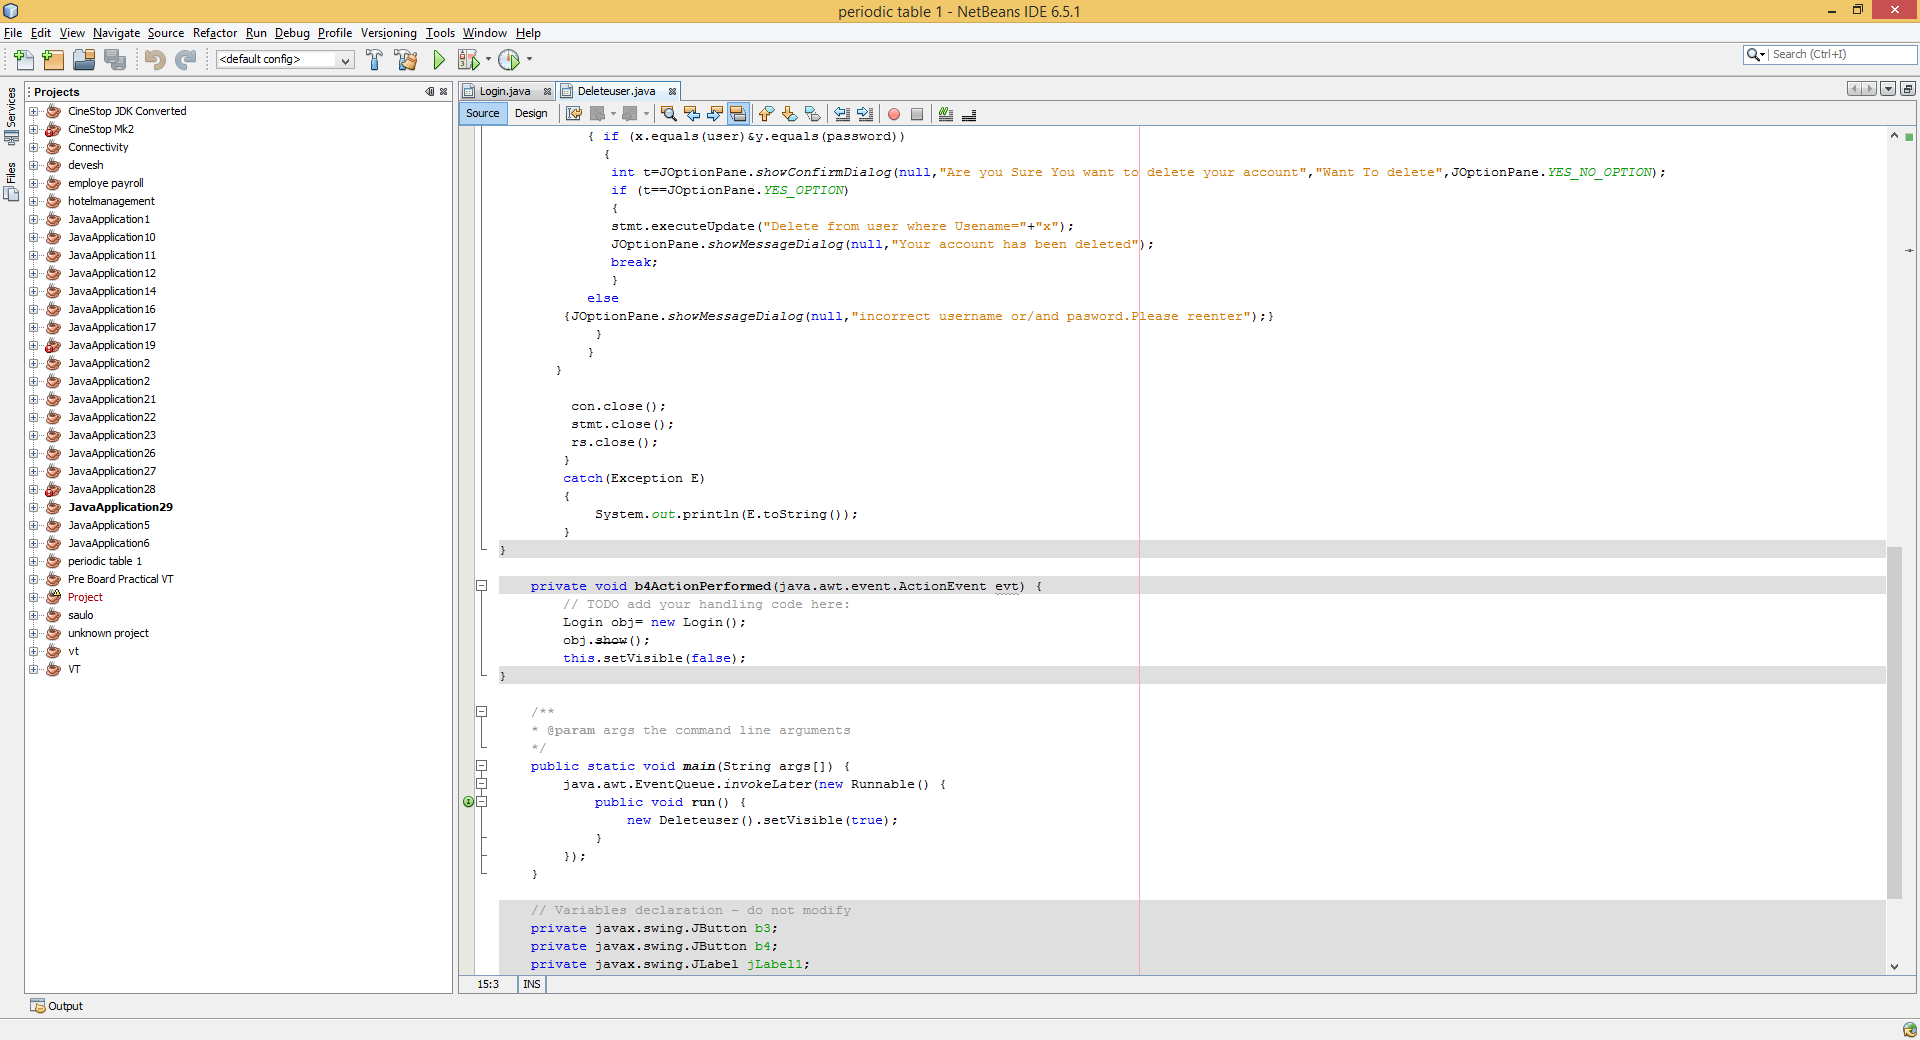 periodic table 1 - NetBeans IDE 6.5.1
File Edit View Navigate Source Refactor Run Debug Profile Versioning Tools Window Help
<default config>
Search (Ctrl+I)
Services
Files
Projects
CineStop JDK Converted
CineStop Mk2
Connectivity
devesh
employe payroll
hotelmanagement
JavaApplication1
JavaApplication10
JavaApplication11
JavaApplication12
JavaApplication14
JavaApplication16
JavaApplication17
JavaApplication19
JavaApplication2
JavaApplication2
JavaApplication21
JavaApplication22
JavaApplication23
JavaApplication26
JavaApplication27
JavaApplication28
JavaApplication29
JavaApplication5
JavaApplication6
periodic table 1
Pre Board Practical VT
Project
saulo
unknown project
vt
VT
Login.java Deleteuser.java
Source Design
{ if (x.equals(user)&y.equals(password))
{
int t=JOptionPane.showConfirmDialog(null,"Are you Sure You want to delete your account","Want To delete",JOptionPane.YES_NO_OPTION);
if (t==JOptionPane.YES_OPTION)
{
stmt.executeUpdate("Delete from user where Usename="+"x");
JOptionPane.showMessageDialog(null,"Your account has been deleted");
break;
}
else
{JOptionPane.showMessageDialog(null,"incorrect username or/and pasword.Please reenter");}
}
}
}
con.close();
stmt.close();
rs.close();
}
catch(Exception E)
{
System.out.println(E.toString());
}
}
private void b4ActionPerformed(java.awt.event.ActionEvent evt) {
// TODO add your handling code here:
Login obj= new Login();
obj.show();
this.setVisible(false);
}
/**
* @param args the command line arguments
*/
public static void main(String args[]) {
java.awt.EventQueue.invokeLater(new Runnable() {
public void run() {
new Deleteuser().setVisible(true);
}
});
}
// Variables declaration - do not modify
private javax.swing.JButton b3;
private javax.swing.JButton b4;
private javax.swing.JLabel jLabel1;
15:3 INS
Output